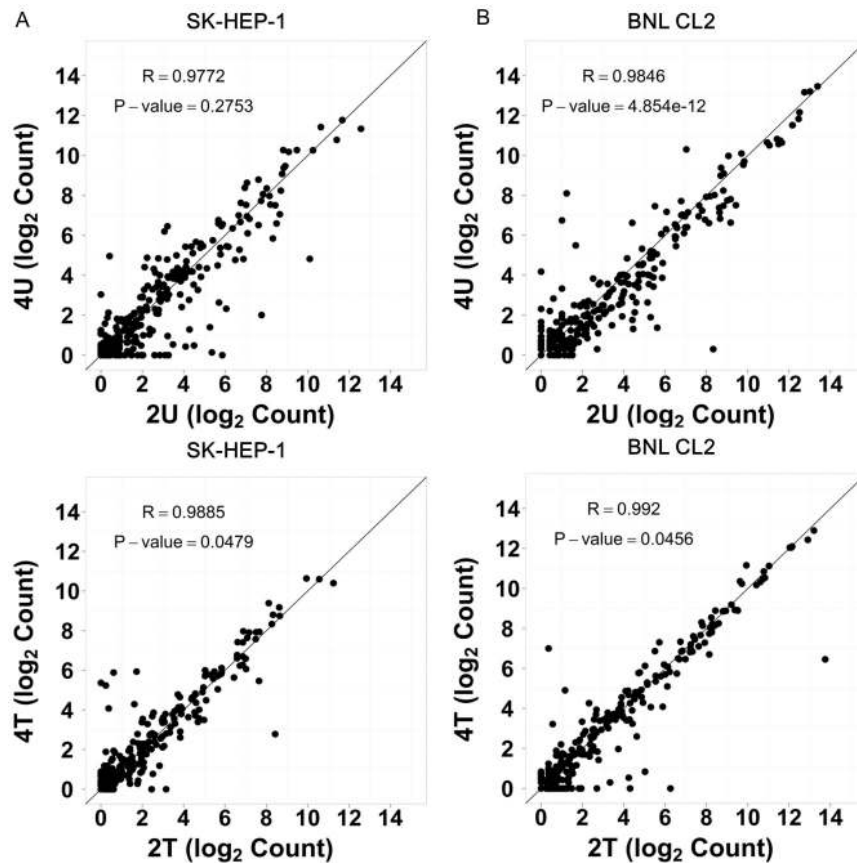 A
SK-HEP-1
R = 0.9772
P – value = 0.2753
14
12
10
8
6
4
2
0
4U (log₂ Count)
0 2 4 6 8 10 12 14
2U (log₂ Count)
B
BNL CL2
R = 0.9846
P – value = 4.854e-12
14
12
10
8
6
4
2
0
4U (log₂ Count)
0 2 4 6 8 10 12 14
2U (log₂ Count)
SK-HEP-1
R = 0.9885
P – value = 0.0479
14
12
10
8
6
4
2
0
4T (log₂ Count)
0 2 4 6 8 10 12 14
2T (log₂ Count)
BNL CL2
R = 0.992
P – value = 0.0456
14
12
10
8
6
4
2
0
4T (log₂ Count)
0 2 4 6 8 10 12 14
2T (log₂ Count)